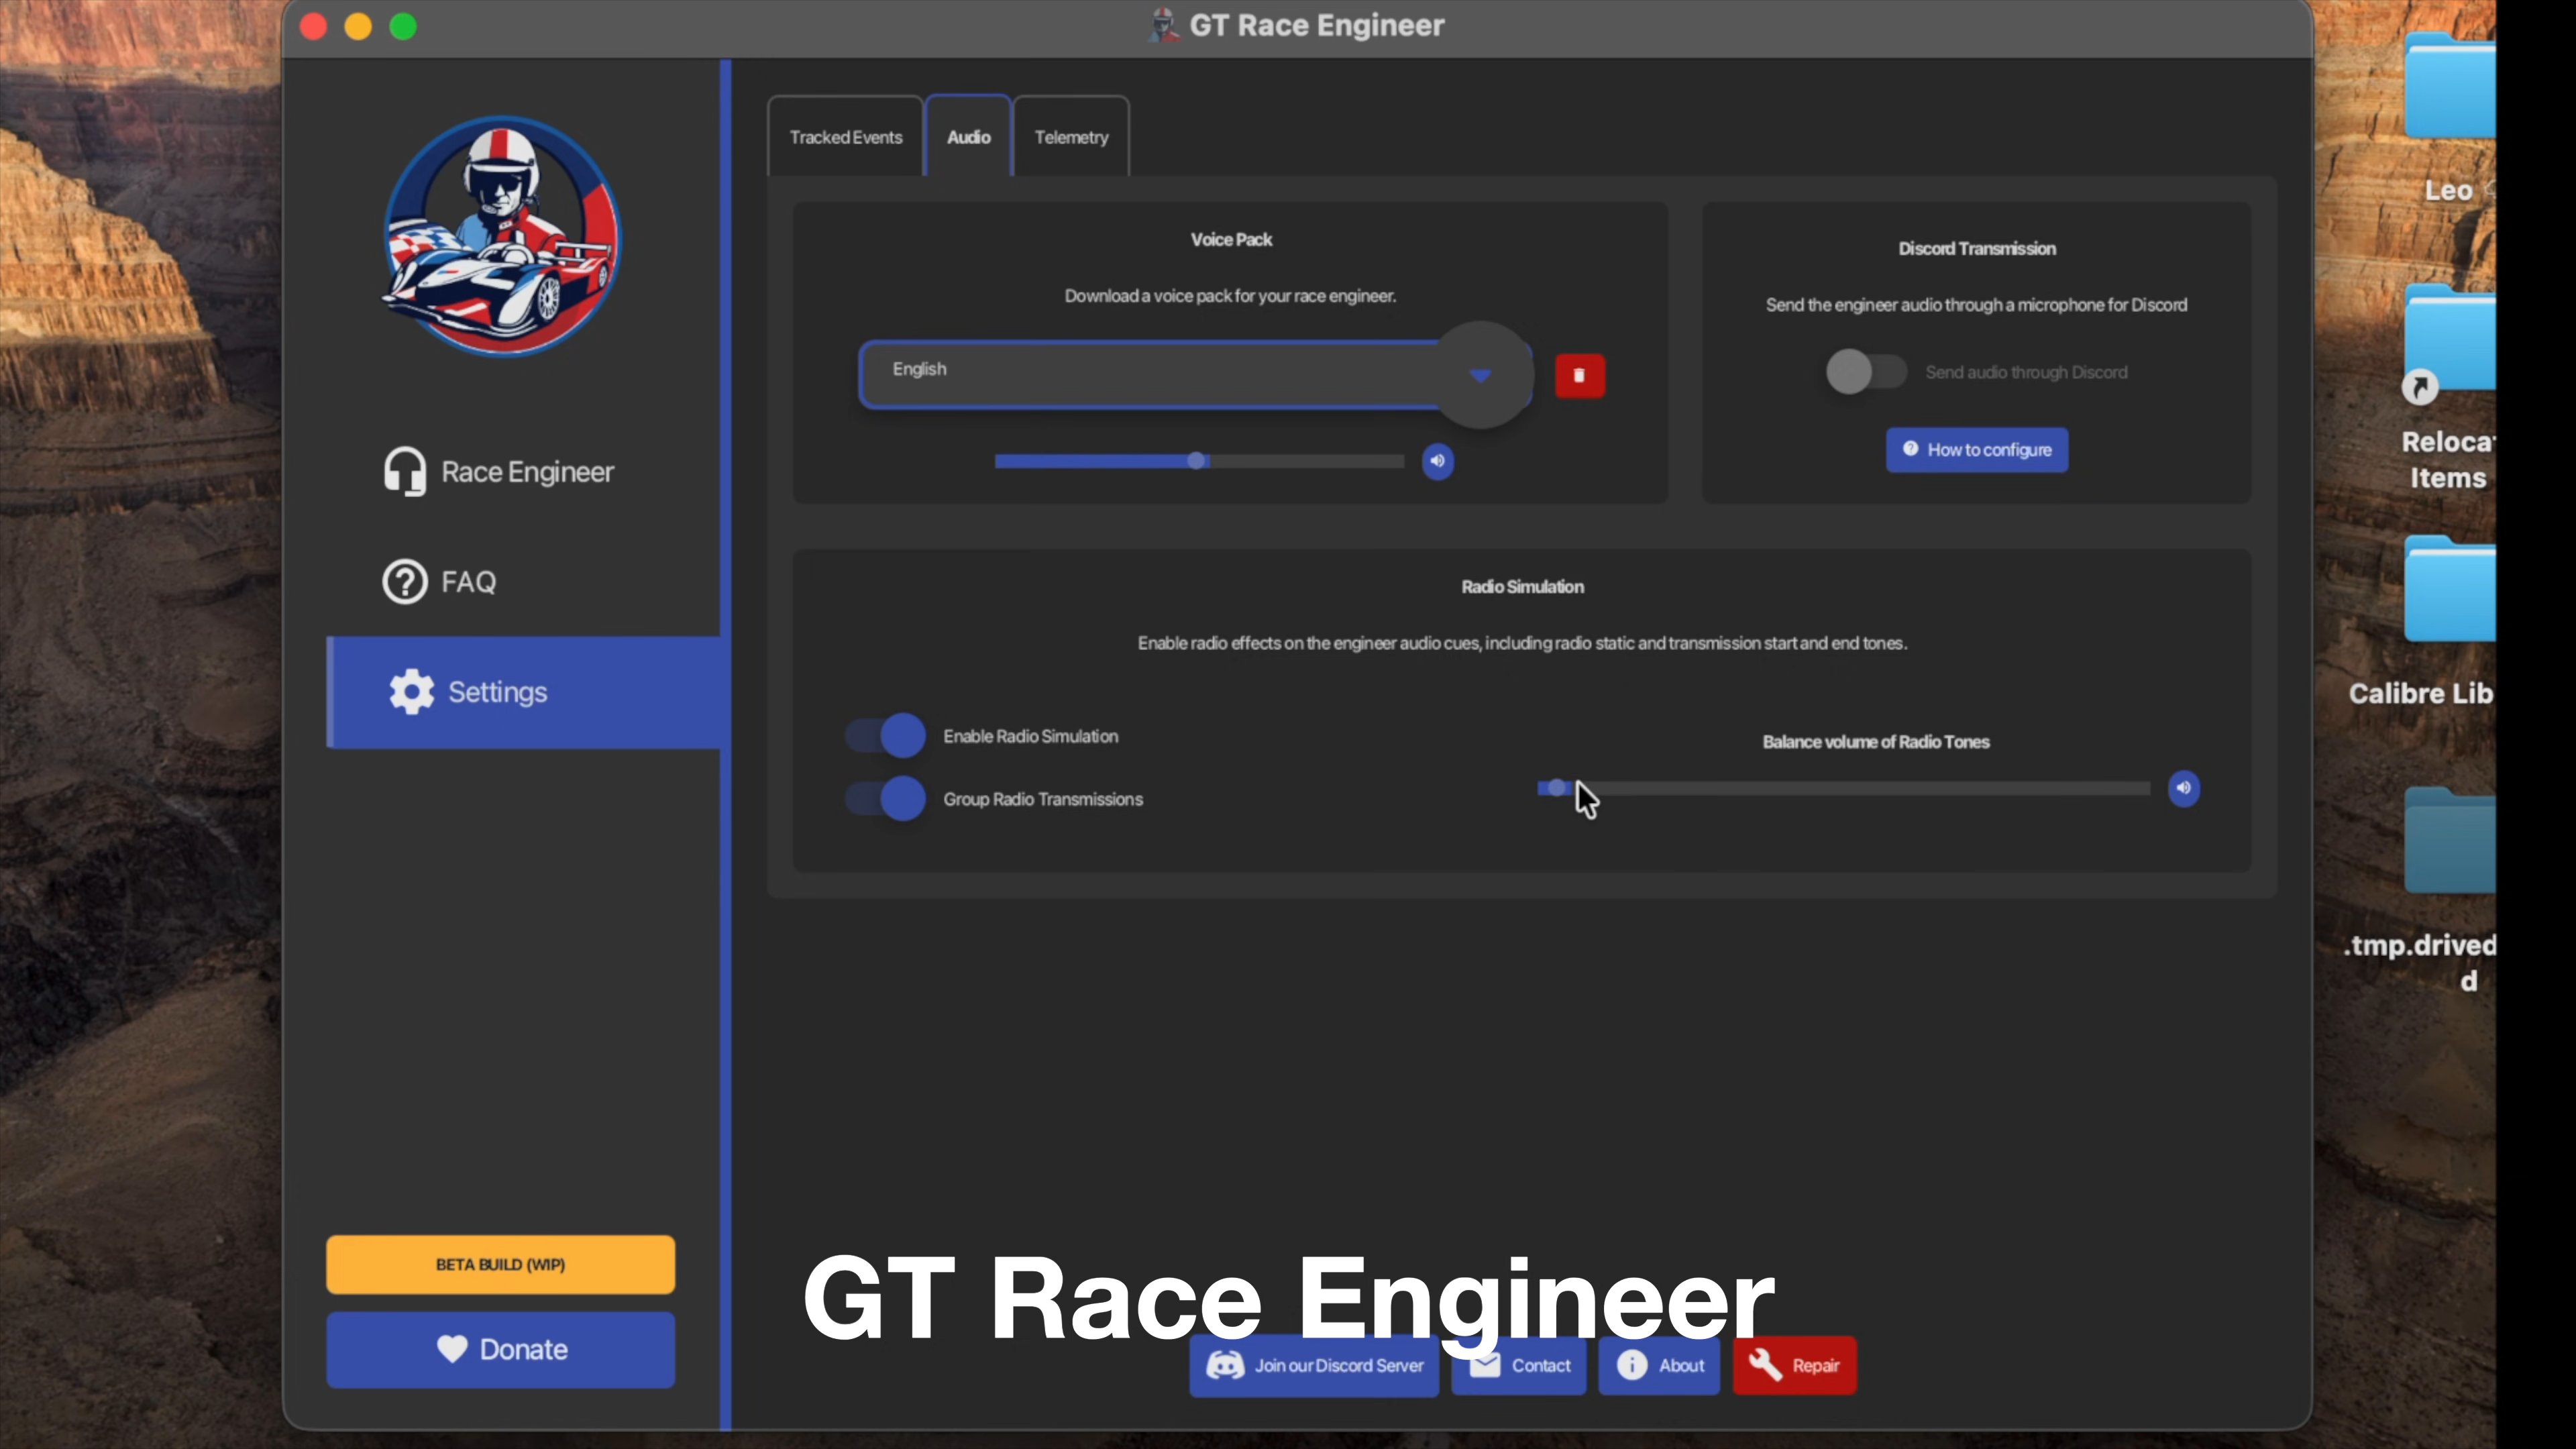 GT Race Engineer
Tracked Events
Audio
Telemetry
Race Engineer
FAQ
Settings
BETA BUILD (WIP)
Donate
Voice Pack
Download a voice pack for your race engineer.
English
Discord Transmission
Send the engineer audio through a microphone for Discord
Send audio through Discord
How to configure
Radio Simulation
Enable radio effects on the engineer audio cues, including radio static and transmission start and end tones.
Enable Radio Simulation
Group Radio Transmissions
Balance volume of Radio Tones
GT Race Engineer
Join our Discord Server
Contact
About
Repair
Leo
Reloca
Items
Calibre Lib
.tmp.drived
d